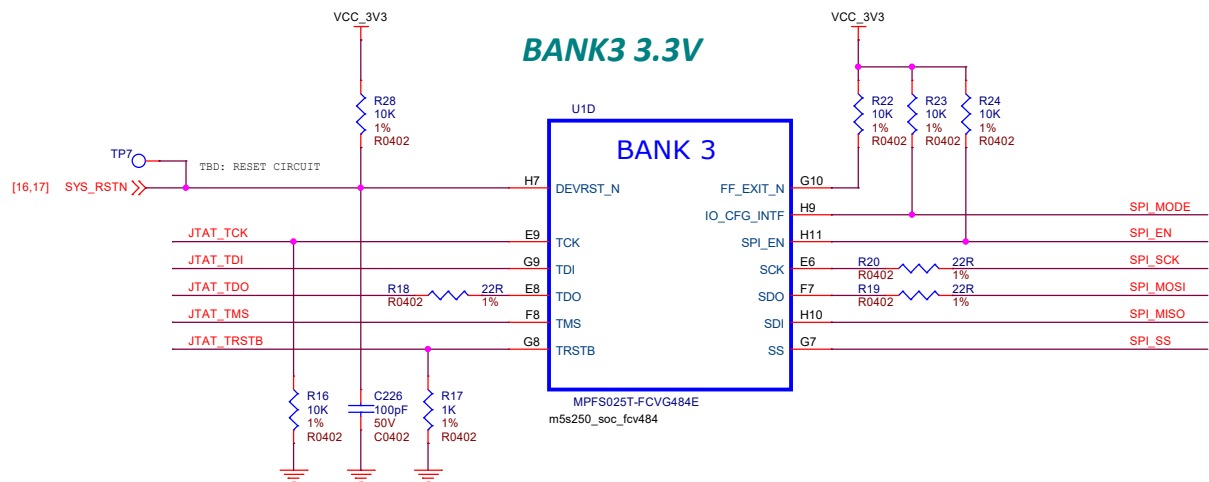 VCC_3V3
VCC_3V3
BANK3 3.3V
R28
10K
1%
R0402
R22
10K
1%
R0402
R23
10K
1%
R0402
R24
10K
1%
R0402
U1D
BANK 3
TP7
TBD: RESET CIRCUIT
[16,17] SYS_RSTN
H7
DEVRST_N
FF_EXIT_N
G10
IO_CFG_INTF
H9
SPI_MODE
JTAT_TCK
E9
TCK
SPI_EN
H11
SPI_EN
JTAT_TDI
G9
TDI
SCK
E6
R20
R0402
22R
1%
SPI_SCK
JTAT_TDO
R18
R0402
22R
1%
E8
TDO
SDO
F7
R19
R0402
22R
1%
SPI_MOSI
JTAT_TMS
F8
TMS
SDI
H10
SPI_MISO
JTAT_TRSTB
G8
TRSTB
SS
G7
SPI_SS
R16
10K
1%
R0402
C226
100pF
50V
C0402
R17
1K
1%
R0402
MPFS025T-FCVG484E
m5s250_soc_fcv484